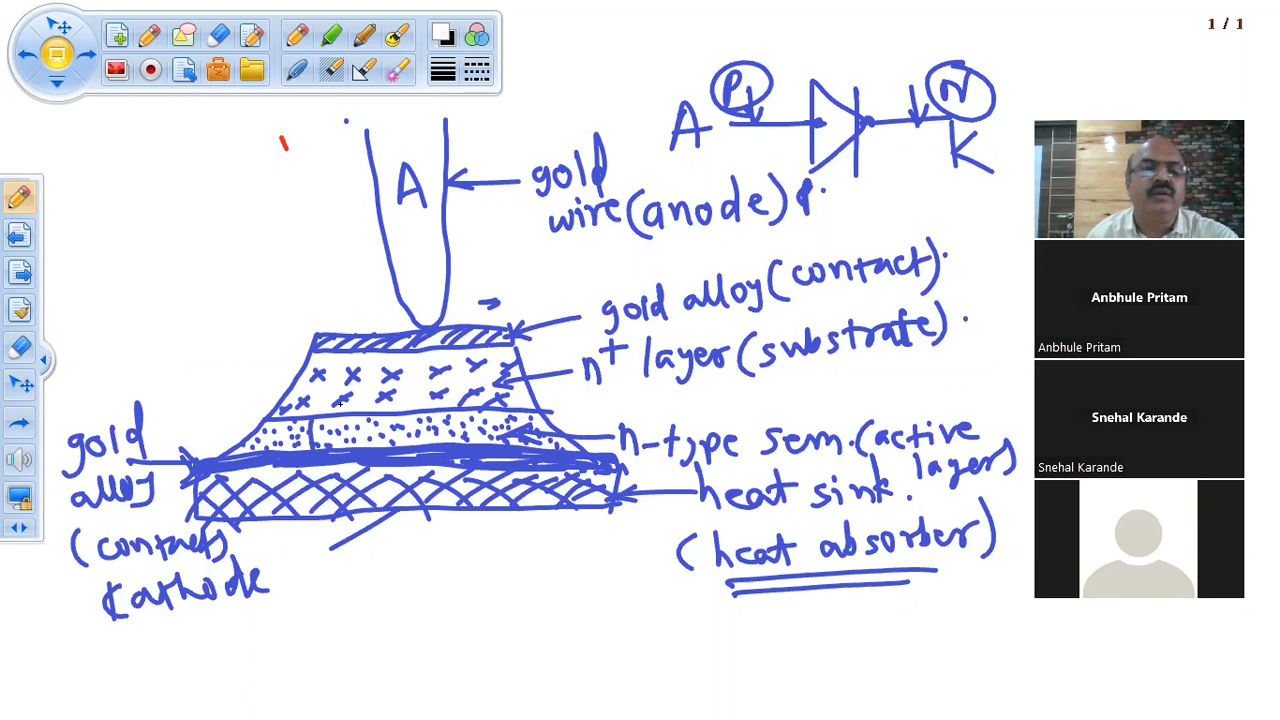 1 / 1
A P N
K
A
gold
wire (anode) P.
gold alloy (contact).
n+ layer (substrate).
n-type sem. (active
layers)
heat sink.
(heat absorber)
gold
alloy
(contact)
Kathode
Anbhule Pritam
Anbhule Pritam
Snehal Karande
Snehal Karande